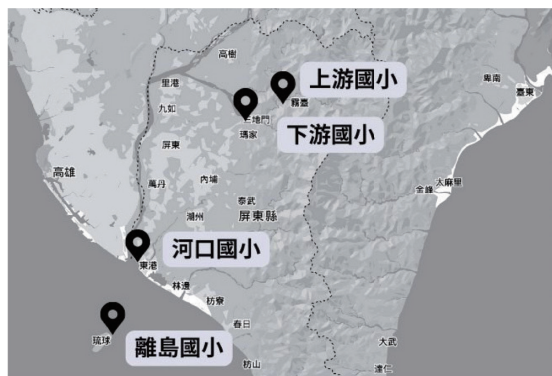 高樹
上游國小
里港
霧臺
卑南
臺東
九如
三地門
下游國小
瑪家
屏東
高雄
萬丹
內埔
太麻里
金峰
泰武
潮州
屏東縣
河口國小
東港
林邊
枋寮
春日
琉球
離島國小
大武
枋山
達仁